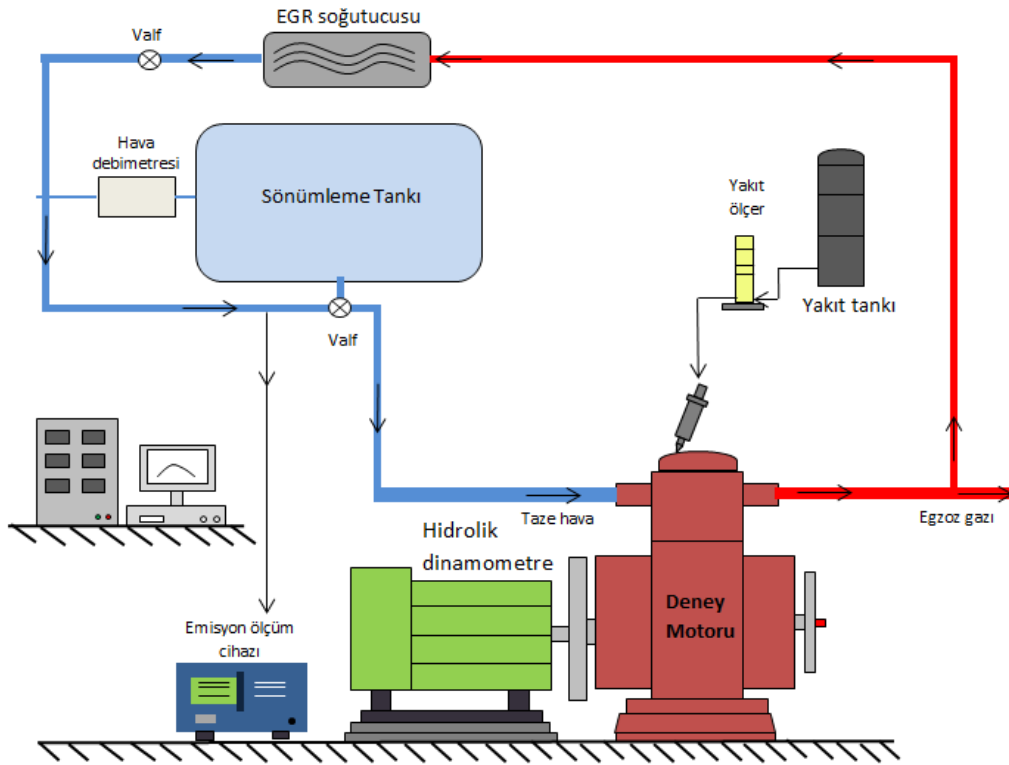 EGR soğutucusu
Valf
Hava
debimetresi
Sönümleme Tankı
Yakıt
ölçer
Yakıt tankı
Valf
Taze hava
Egzoz gazı
Hidrolik
dinamometre
Deney
Motoru
Emisyon ölçüm
cihazı